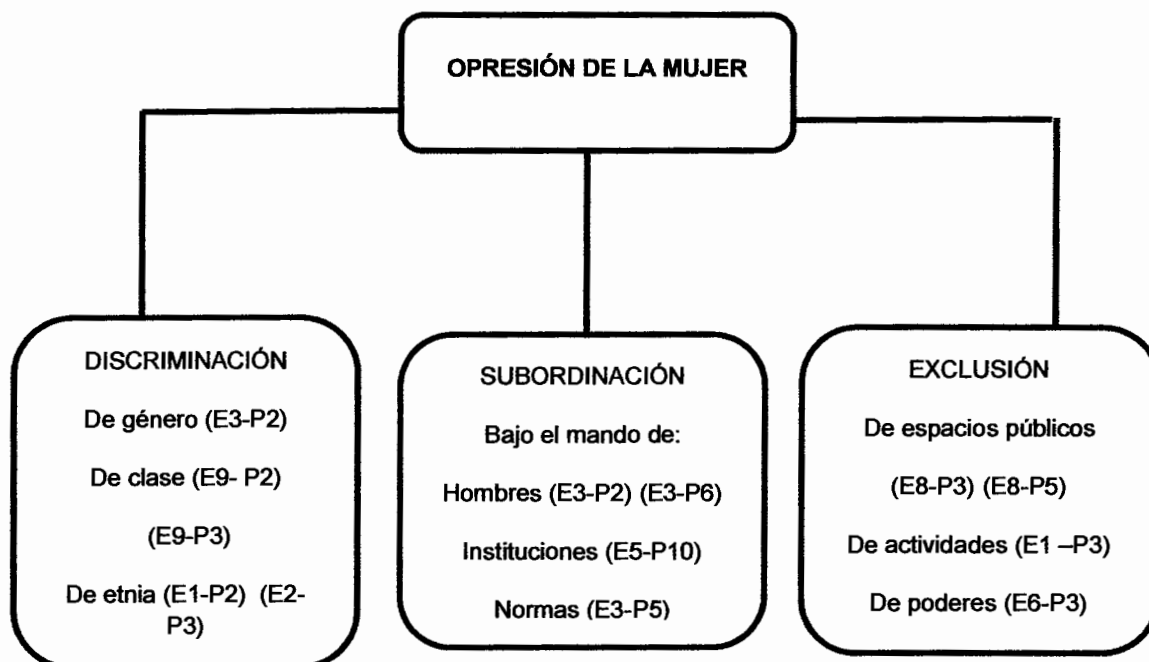 OPRESIÓN DE LA MUJER
DISCRIMINACIÓN
De género (E3-P2)
De clase (E9- P2)
(E9-P3)
De etnia (E1-P2) (E2-
P3)
SUBORDINACIÓN
Bajo el mando de:
Hombres (E3-P2) (E3-P6)
Instituciones (E5-P10)
Normas (E3-P5)
EXCLUSIÓN
De espacios públicos
(E8-P3) (E8-P5)
De actividades (E1 –P3)
De poderes (E6-P3)